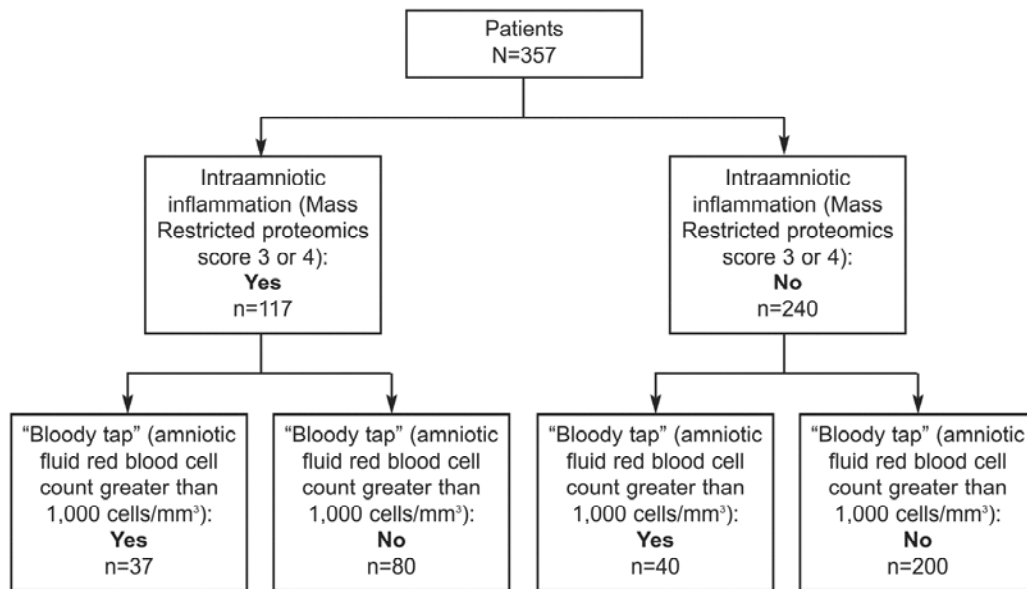 Patients
N=357
Intraamniotic
inflammation (Mass
Restricted proteomics
score 3 or 4):
Yes
n=117
Intraamniotic
inflammation (Mass
Restricted proteomics
score 3 or 4):
No
n=240
“Bloody tap” (amniotic
fluid red blood cell
count greater than
1,000 cells/mm³):
Yes
n=37
“Bloody tap” (amniotic
fluid red blood cell
count greater than
1,000 cells/mm³):
No
n=80
“Bloody tap” (amniotic
fluid red blood cell
count greater than
1,000 cells/mm³):
Yes
n=40
“Bloody tap” (amniotic
fluid red blood cell
count greater than
1,000 cells/mm³):
No
n=200